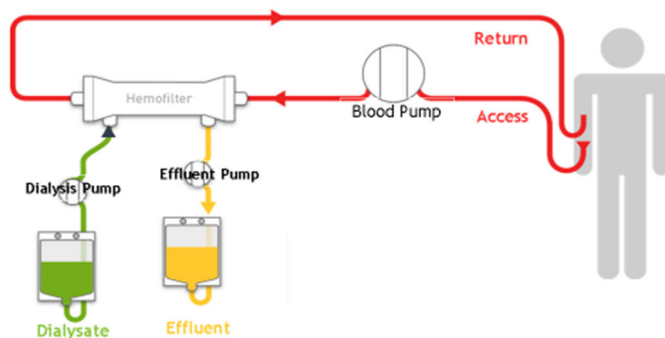 Return
Hemofilter
Blood Pump
Access
Effluent Pump
Dialysis Pump
Dialysate
Effluent